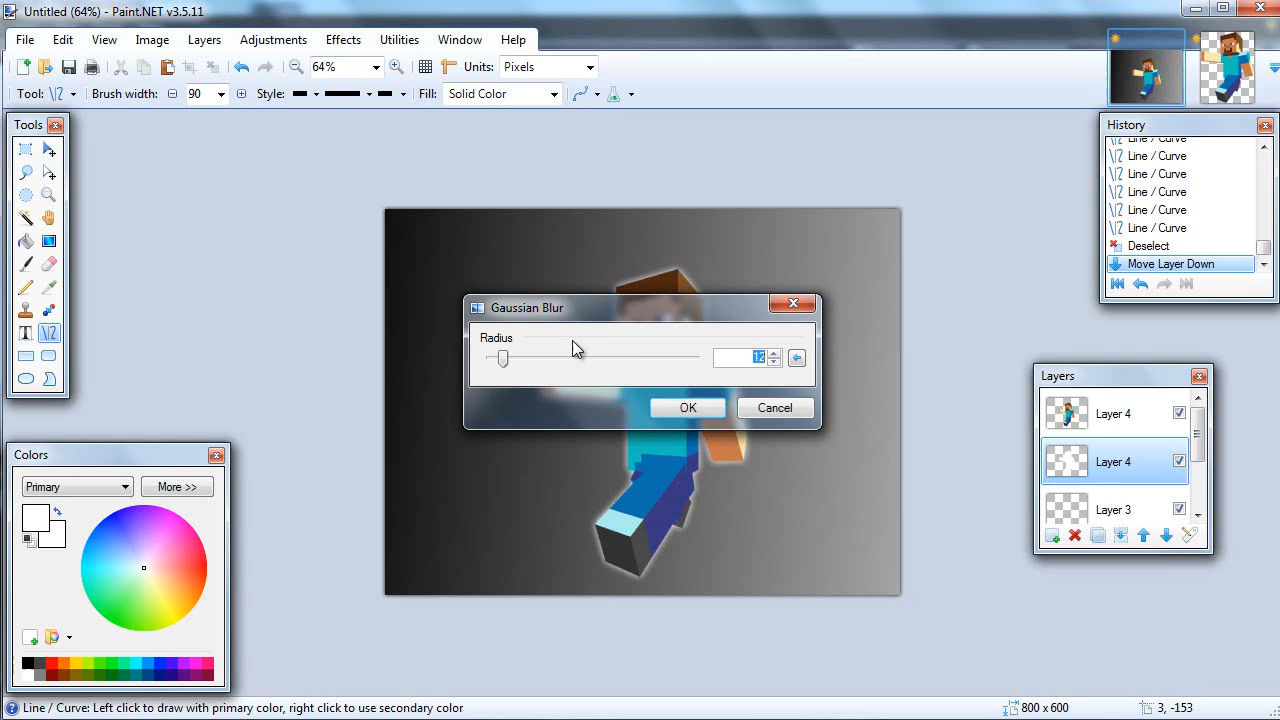 Untitled (64%) - Paint.NET v3.5.11
File Edit View Image Layers Adjustments Effects Utilities Window Help
64% Units: Pixels
Tool: Brush width: 90 Style: Fill: Solid Color
Tools
History
Line / Curve
Line / Curve
Line / Curve
Line / Curve
Line / Curve
Line / Curve
Deselect
Move Layer Down
Gaussian Blur
Radius
12
OK Cancel
Layers
Layer 4
Layer 4
Layer 3
Colors
Primary More >>
Line / Curve: Left click to draw with primary color, right click to use secondary color
800 x 600
3, -153